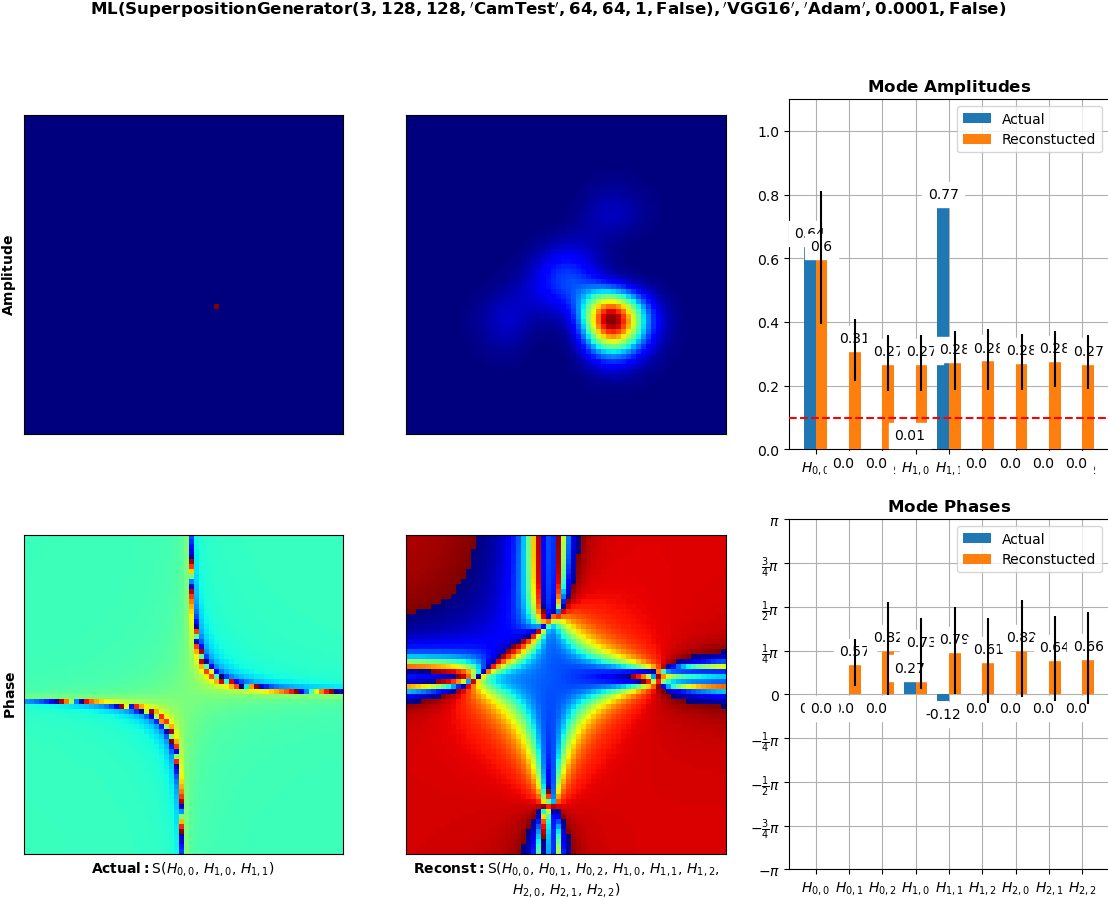 ML(SuperpositionGenerator(3, 128, 128, 'CamTest', 64, 64, 1, False), 'VGG16', 'Adam', 0.0001, False)
Amplitude
Mode Amplitudes
Actual
Reconstucted
1.0
0.8
0.6
0.4
0.2
0.0
0.77
0.6
0.31
0.27
0.27
0.28
0.28
0.28
0.28
0.27
0.01
0.0
0.0
0.0
0.0
0.0
0.0
H1,0
Phase
Mode Phases
Actual
Reconstucted
π
3/4π
1/2π
1/4π
0
−1/4π
−1/2π
−3/4π
−π
0.57
0.82
0.73
0.79
0.61
0.82
0.64
0.66
0.27
-0.12
0.0
0.0
0.0
0.0
0.0
0.0
H0,0 H0,1 H0,2 H1,0 H1,1 H1,2 H2,0 H2,1 H2,2
Actual: S(H0,0, H1,0, H1,1)
Reconst: S(H0,0, H0,1, H0,2, H1,0, H1,1, H1,2,
H2,0, H2,1, H2,2)